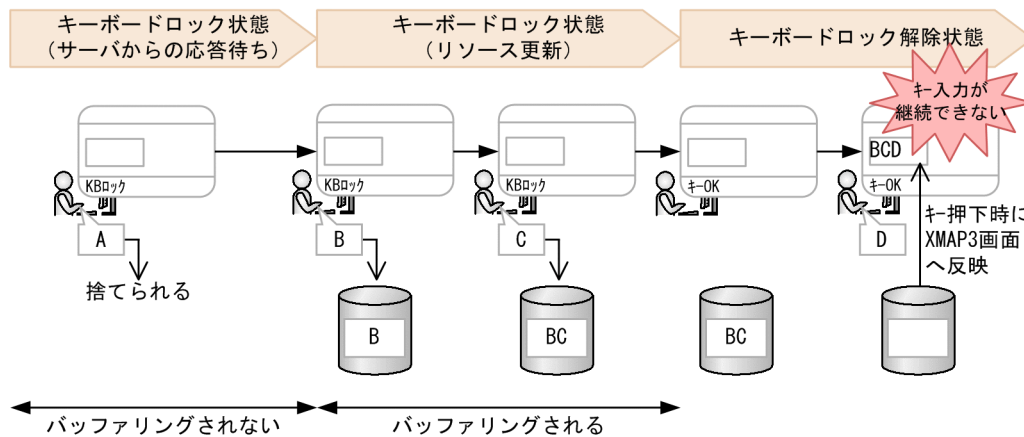 キーボードロック状態
(サーバからの応答待ち)
キーボードロック状態
(リソース更新)
キーボードロック解除状態
ｷｰ入力が
継続できない
BCD
KBﾛｯｸ
KBﾛｯｸ
KBﾛｯｸ
ｷｰOK
ｷｰOK
A
B
C
D
ｷｰ押下時に
XMAP3画面
へ反映
捨てられる
B
BC
BC
バッファリングされない
バッファリングされる